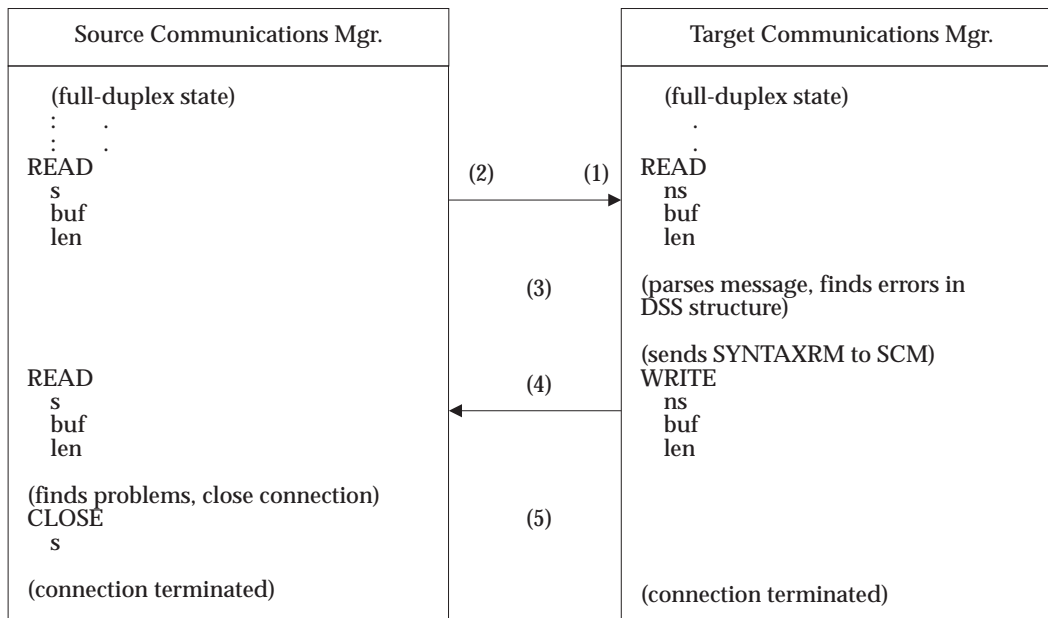 Source Communications Mgr.
(full-duplex state)
: .
: .
READ
s
buf
len
READ
s
buf
len
(finds problems, close connection)
CLOSE
s
(connection terminated)
(2) (1)
(3)
(4)
(5)
Target Communications Mgr.
(full-duplex state)
.
.
READ
ns
buf
len
(parses message, finds errors in
DSS structure)
(sends SYNTAXRM to SCM)
WRITE
ns
buf
len
(connection terminated)